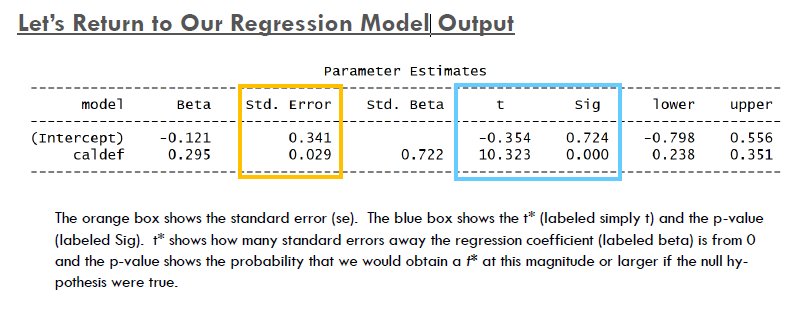 Let's Return to Our Regression Model Output
Parameter Estimates
model Beta Std. Error Std. Beta t Sig lower upper
(Intercept) -0.121 0.341 -0.354 0.724 -0.798 0.556
caldef 0.295 0.029 0.722 10.323 0.000 0.238 0.351
The orange box shows the standard error (se). The blue box shows the t* (labeled simply t) and the p-value
(labeled Sig). t* shows how many standard errors away the regression coefficient (labeled beta) is from 0
and the p-value shows the probability that we would obtain a t* at this magnitude or larger if the null hy-
pothesis were true.